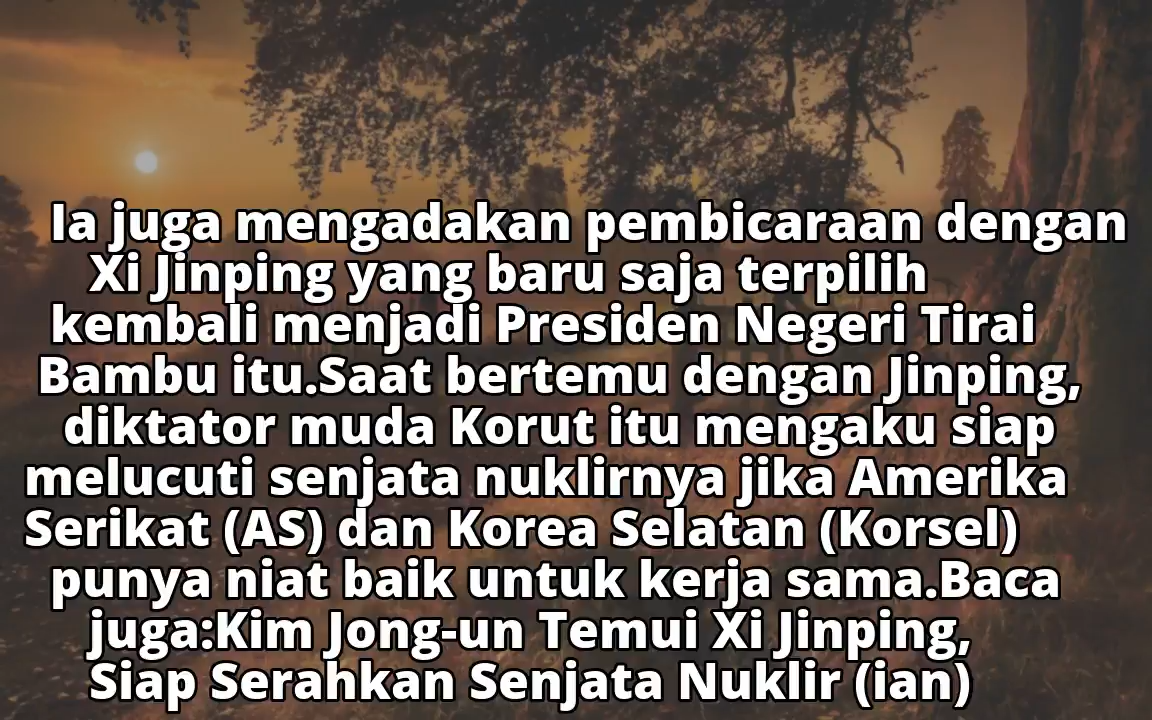 Ia juga mengadakan pembicaraan dengan
Xi Jinping yang baru saja terpilih
kembali menjadi Presiden Negeri Tirai
Bambu itu.Saat bertemu dengan Jinping,
diktator muda Korut itu mengaku siap
melucuti senjata nuklirnya jika Amerika
Serikat (AS) dan Korea Selatan (Korsel)
punya niat baik untuk kerja sama.Baca
juga:Kim Jong-un Temui Xi Jinping,
Siap Serahkan Senjata Nuklir (ian)